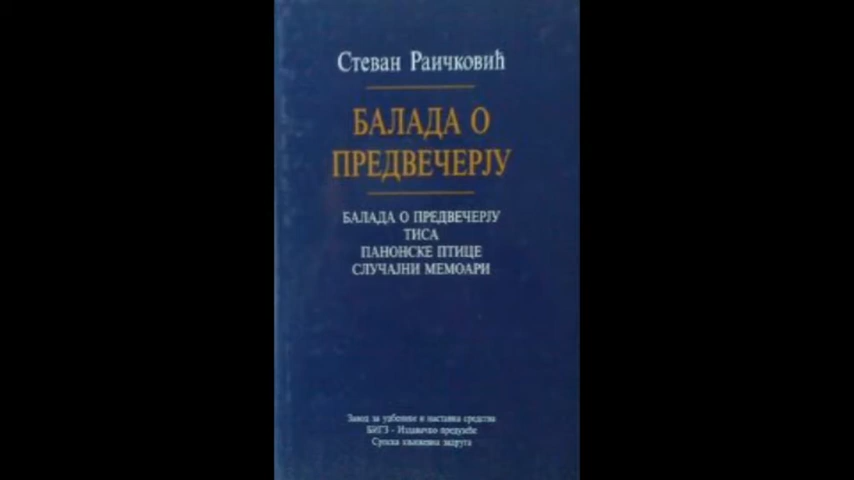 Стеван Раичковић
БАЛАДА О
ПРЕДВЕЧЕРЈУ
БАЛАДА О ПРЕДВЕЧЕРЈУ
ТИСА
ПАНОНСКЕ ПТИЦЕ
СЛУЧАЈНИ МЕМОАРИ
Завод за уџбенике и наставна средства
БИГЗ - Издавачко предузеће
Српска књижевна задруга